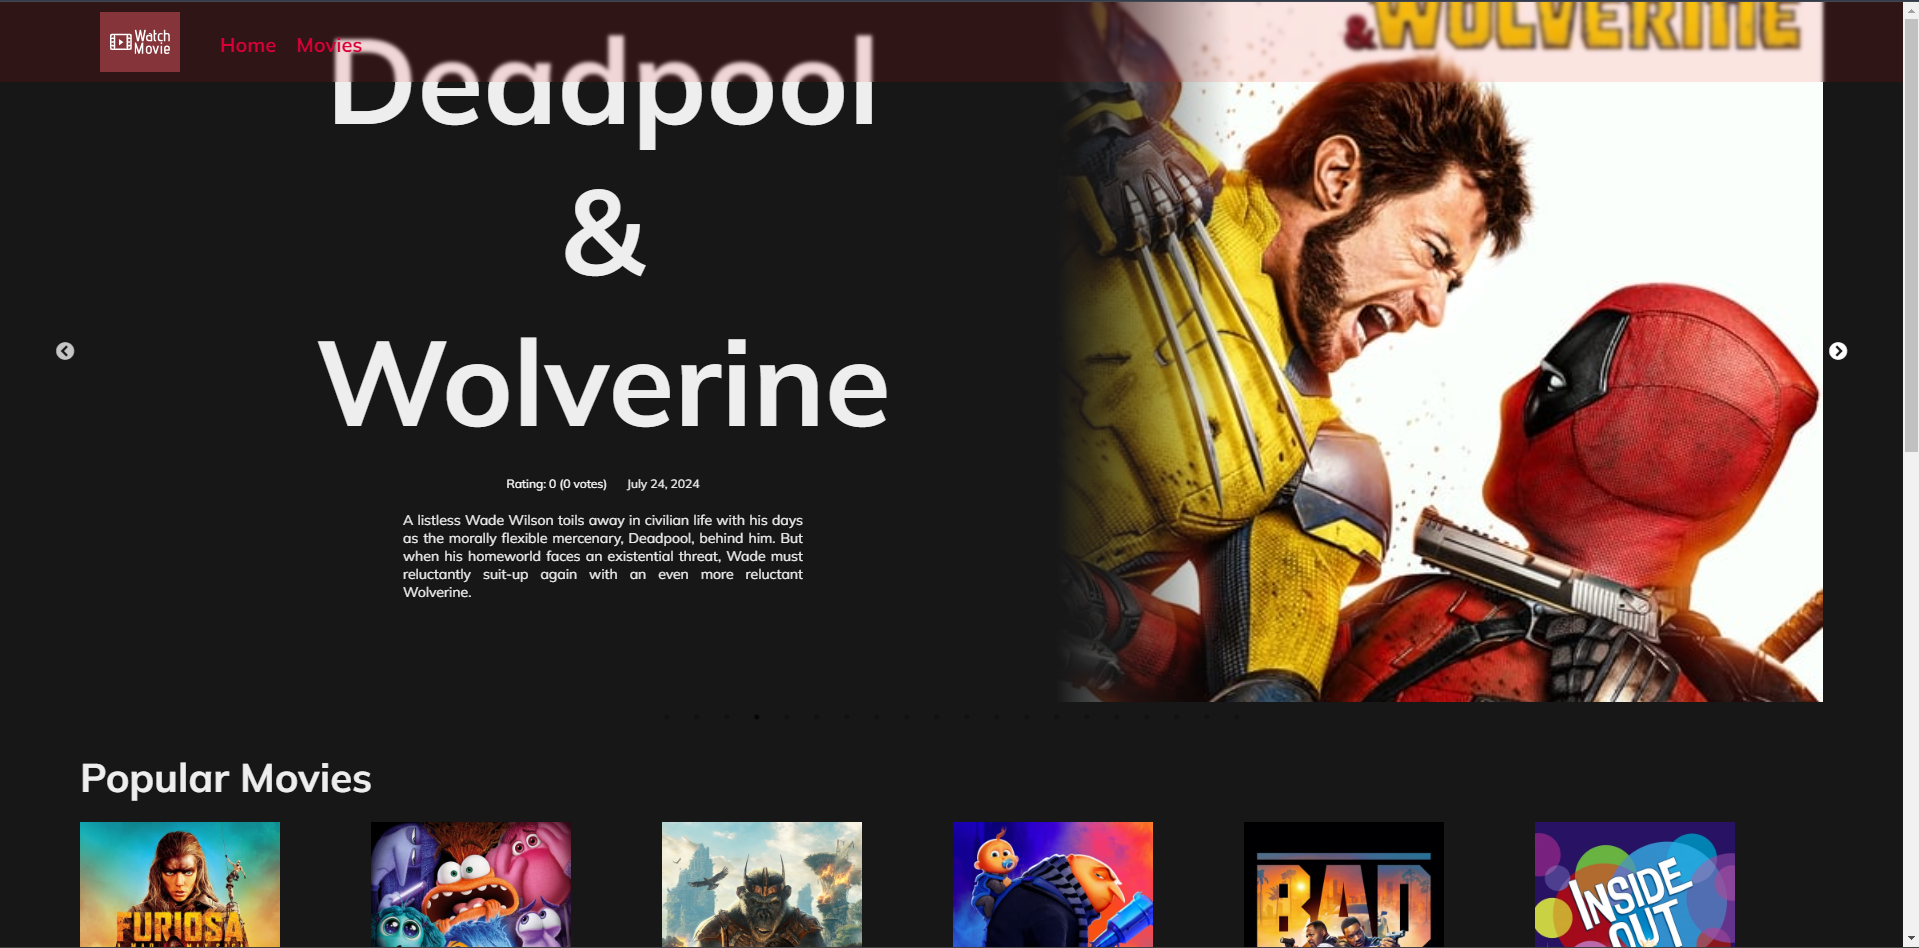 Watch
Movie
Home Movies
&WOLVERINE
Deadpool
&
Wolverine
Rating: 0 (0 votes) July 24, 2024
A listless Wade Wilson toils away in civilian life with his days
as the morally flexible mercenary, Deadpool, behind him. But
when his homeworld faces an existential threat, Wade must
reluctantly suit-up again with an even more reluctant
Wolverine.
Popular Movies
FURIOSA
BAD
INSIDE
OUT